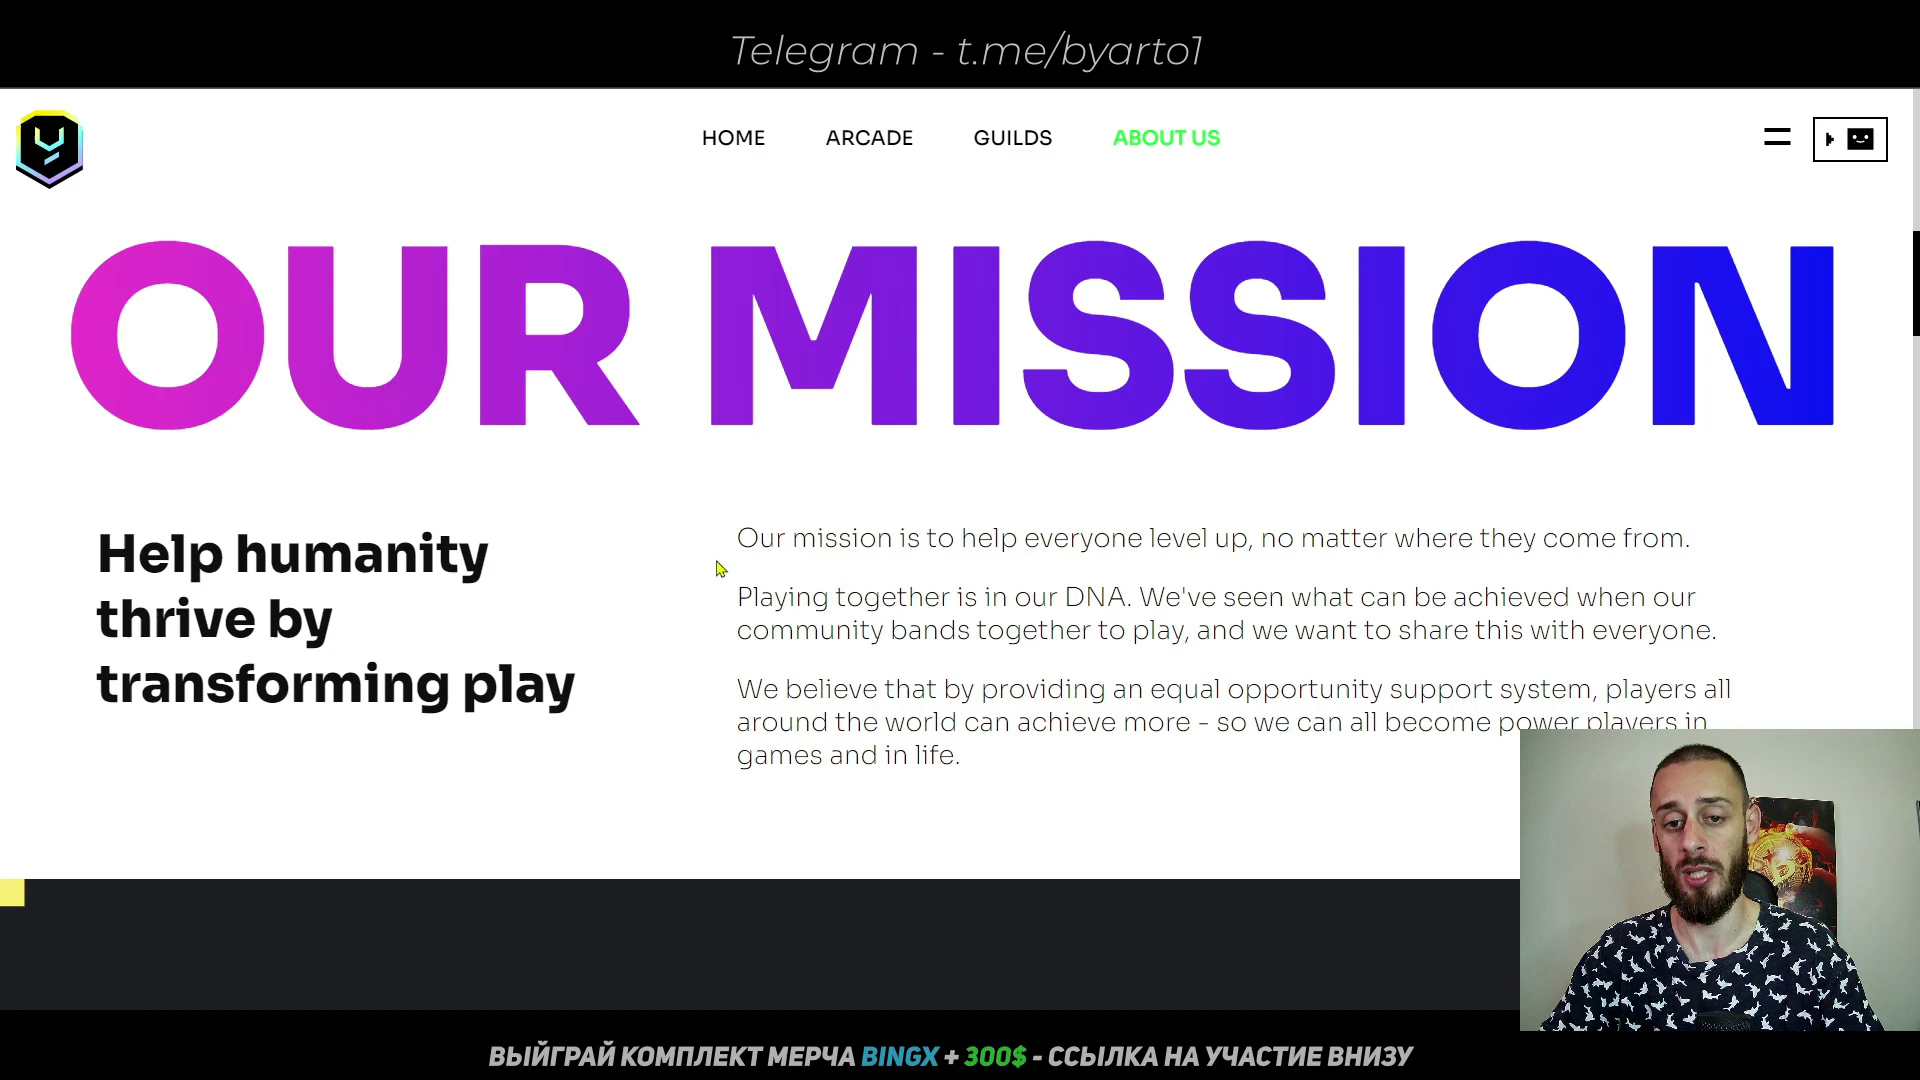 Telegram - t.me/byarto1
HOME
ARCADE
GUILDS
ABOUT US
OUR MISSION
Help humanity
thrive by
transforming play
Our mission is to help everyone level up, no matter where they come from.
Playing together is in our DNA. We've seen what can be achieved when our
community bands together to play, and we want to share this with everyone.
We believe that by providing an equal opportunity support system, players all
around the world can achieve more - so we can all become power players in
games and in life.
ВЫЙГРАЙ КОМПЛЕКТ МЕРЧА BINGX + 300$ - ССЫЛКА НА УЧАСТИЕ ВНИЗУ